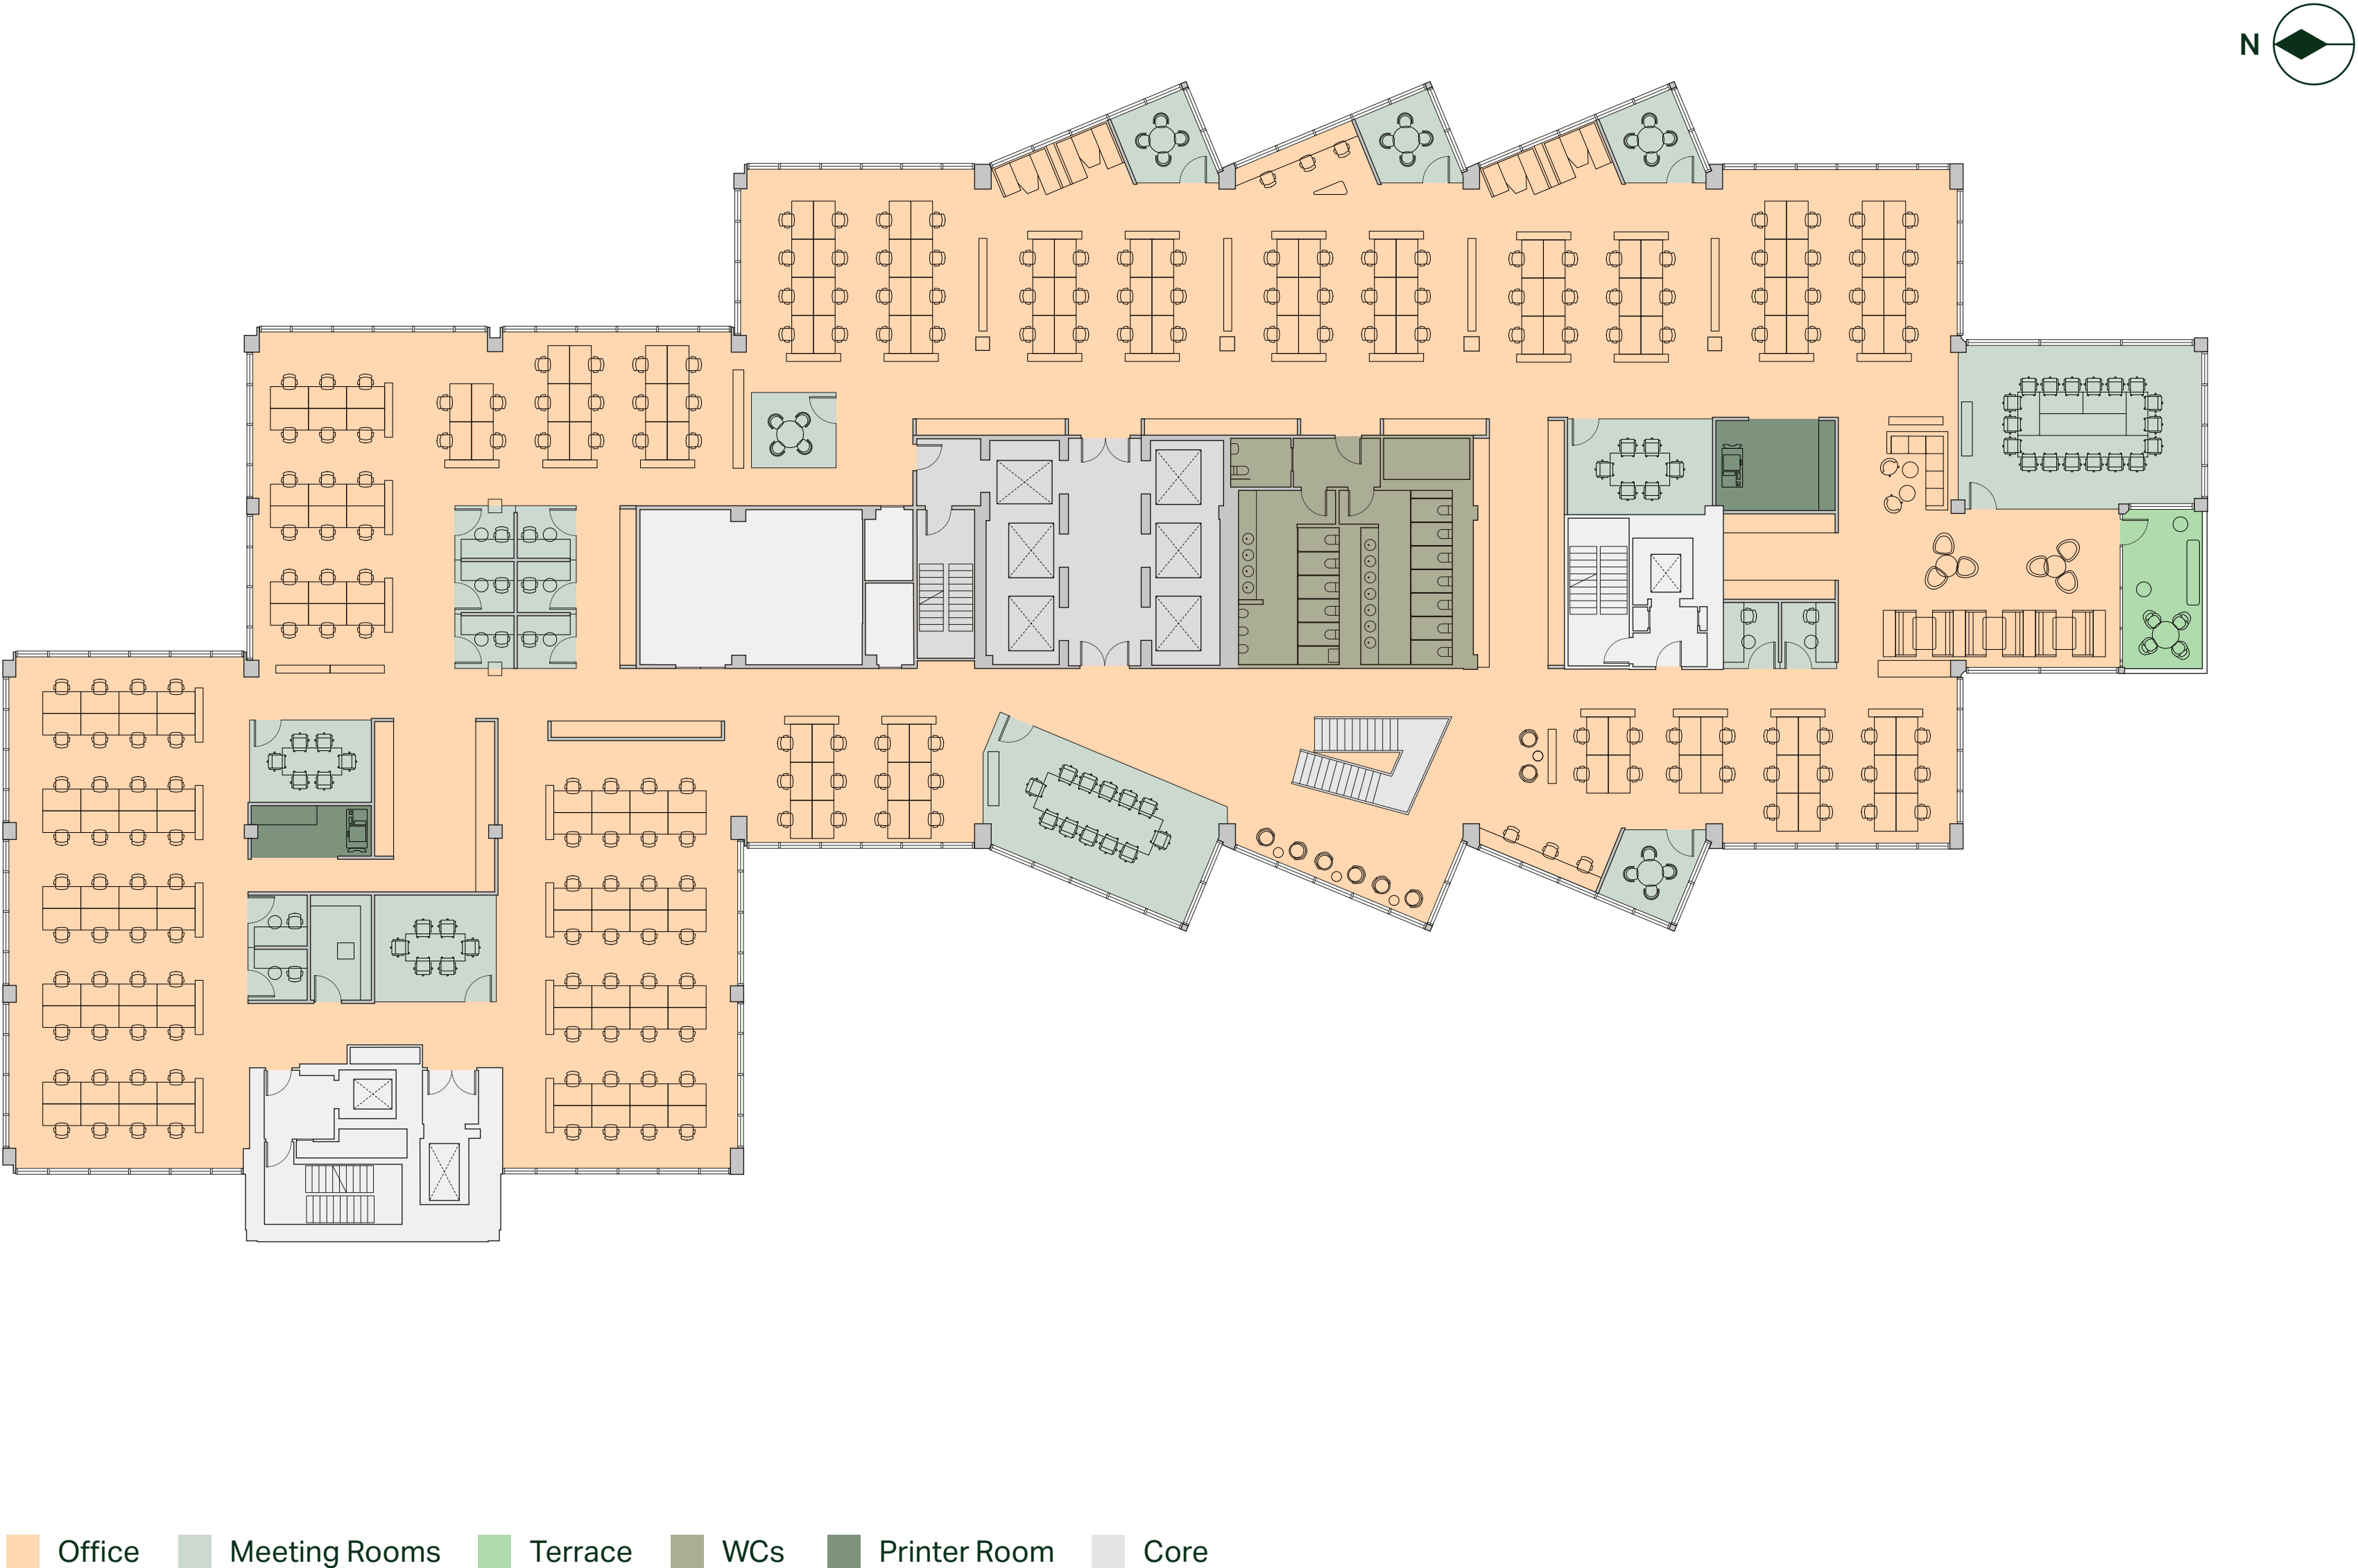 N
Office
Meeting Rooms
Terrace
WCs
Printer Room
Core